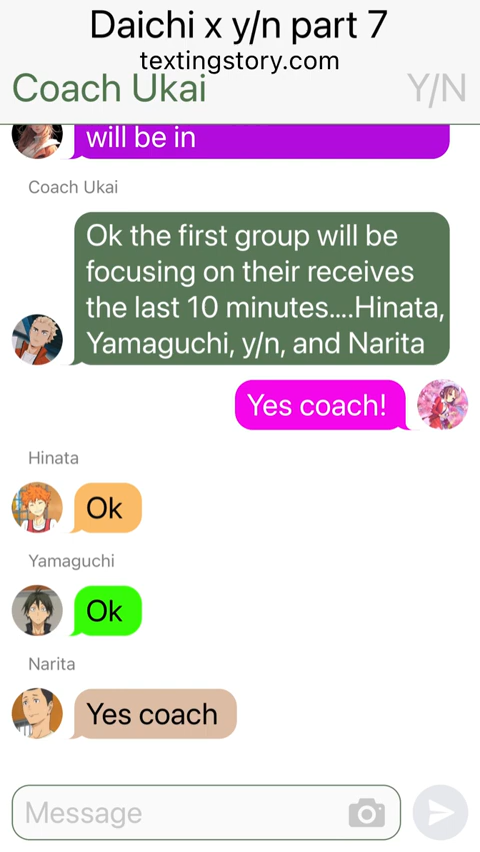 Daichi x y/n part 7
textingstory.com
Coach Ukai
Y/N
will be in
Coach Ukai
Ok the first group will be
focusing on their receives
the last 10 minutes....Hinata,
Yamaguchi, y/n, and Narita
Yes coach!
Hinata
Ok
Yamaguchi
Ok
Narita
Yes coach
Message